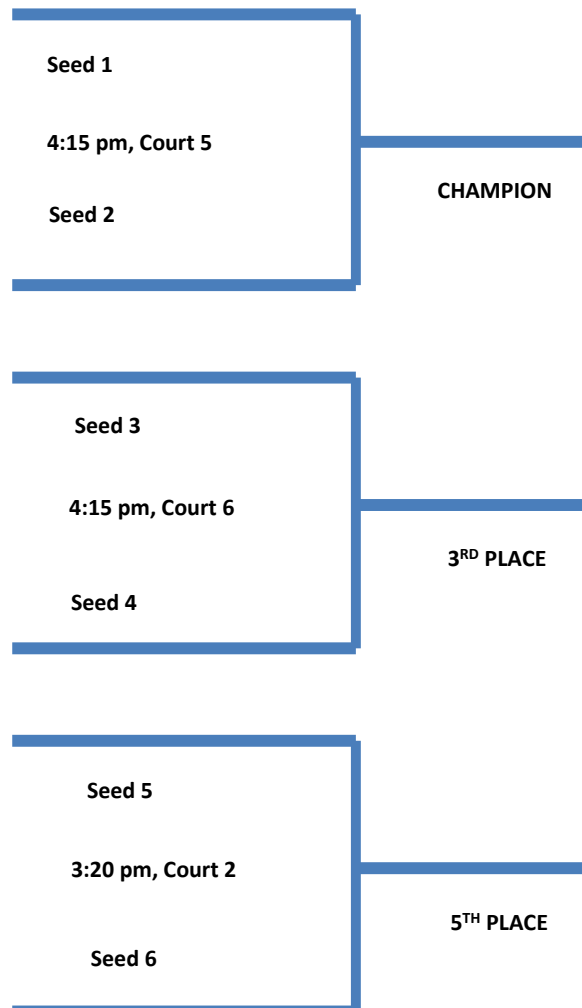 Seed 1
4:15 pm, Court 5
Seed 2
CHAMPION
Seed 3
4:15 pm, Court 6
Seed 4
3RD PLACE
Seed 5
3:20 pm, Court 2
Seed 6
5TH PLACE